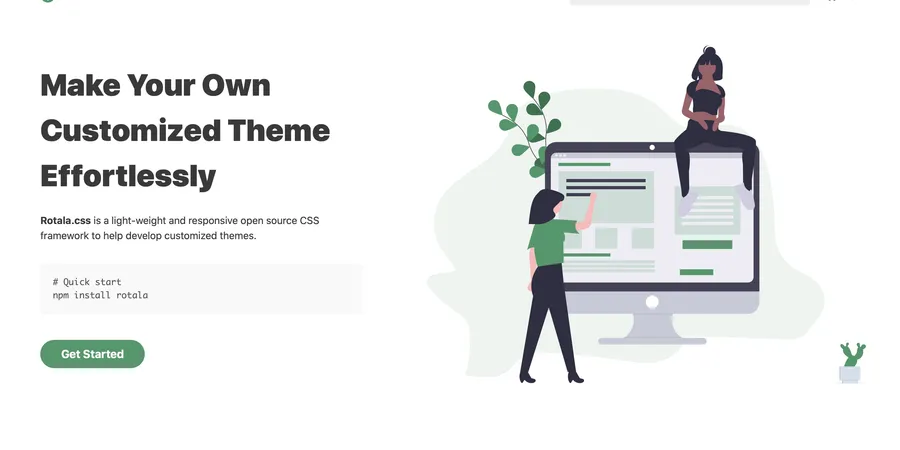 Make Your Own
Customized Theme
Effortlessly
Rotala.css is a light-weight and responsive open source CSS
framework to help develop customized themes.
# Quick start
npm install rotala
Get Started